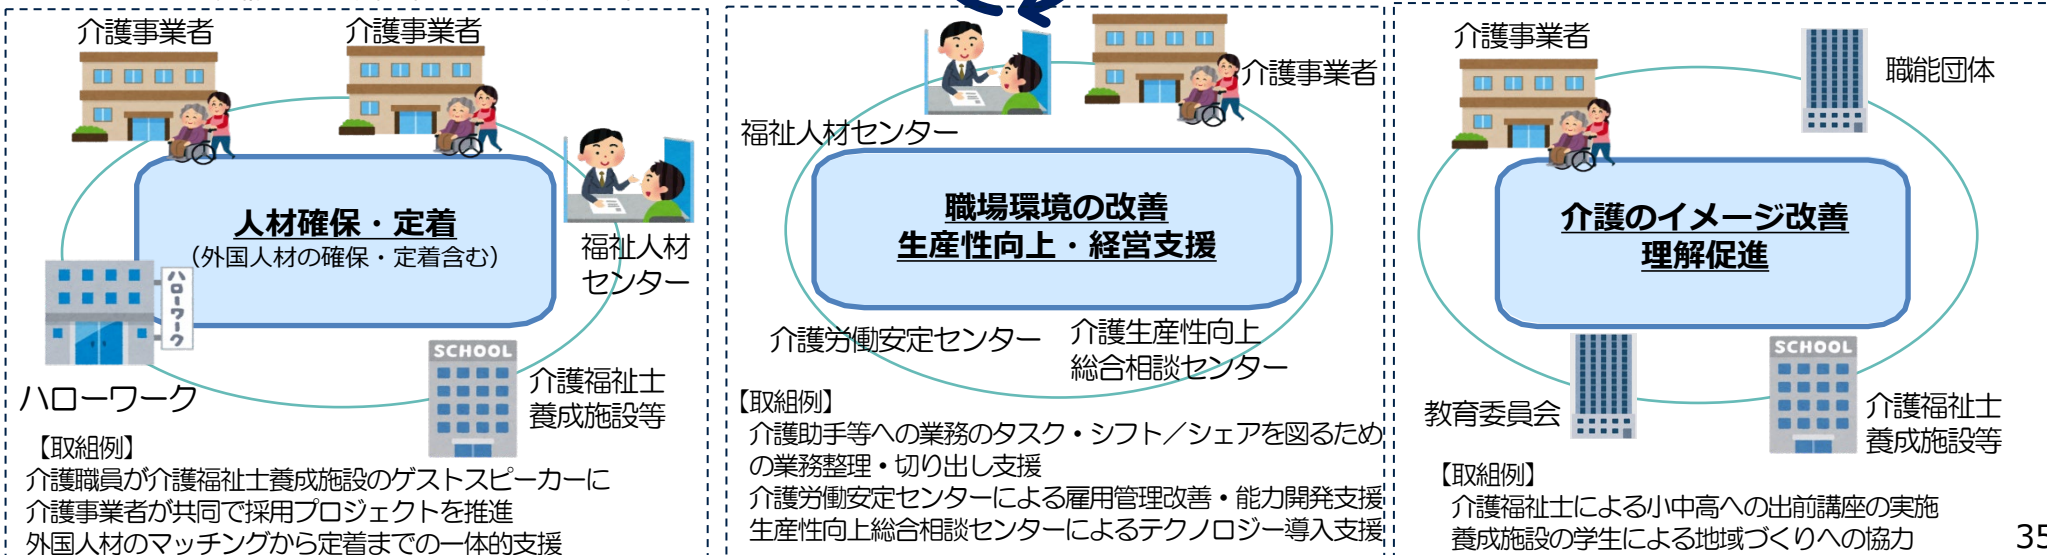 介護事業者
介護事業者
人材確保・定着
（外国人材の確保・定着含む）
福祉人材
センター
ハローワーク
ハローワーク
SCHOOL
介護福祉士
養成施設等
【取組例】
介護職員が介護福祉士養成施設のゲストスピーカーに
介護事業者が共同で採用プロジェクトを推進
外国人材のマッチングから定着までの一体的支援
介護事業者
福祉人材センター
職場環境の改善
生産性向上・経営支援
介護労働安定センター
介護生産性向上
総合相談センター
【取組例】
介護助手等への業務のタスク・シフト／シェアを図るため
の業務整理・切り出し支援
介護労働安定センターによる雇用管理改善・能力開発支援
生産性向上総合相談センターによるテクノロジー導入支援
介護事業者
職能団体
介護のイメージ改善
理解促進
教育委員会
SCHOOL
介護福祉士
養成施設等
【取組例】
介護福祉士による小中高への出前講座の実施
養成施設の学生による地域づくりへの協力
35